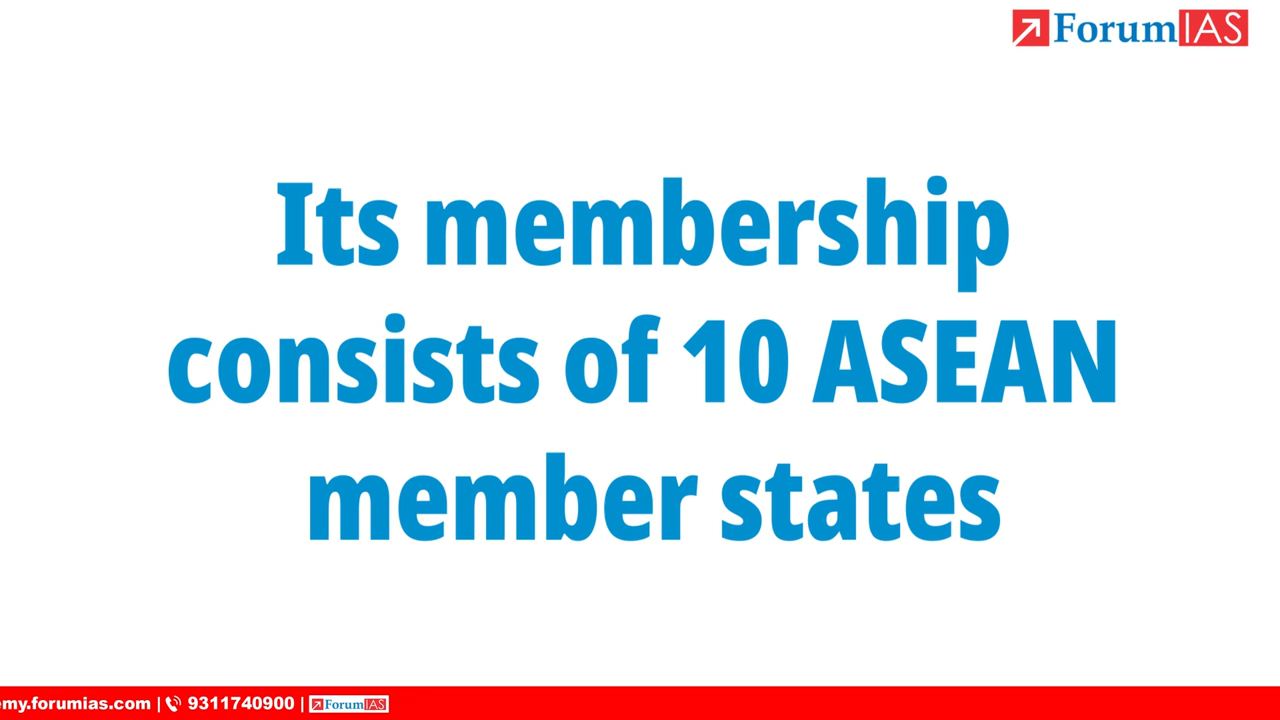 ForumIAS
Its membership
consists of 10 ASEAN
member states
emy.forumias.com | 9311740900 | ForumIAS